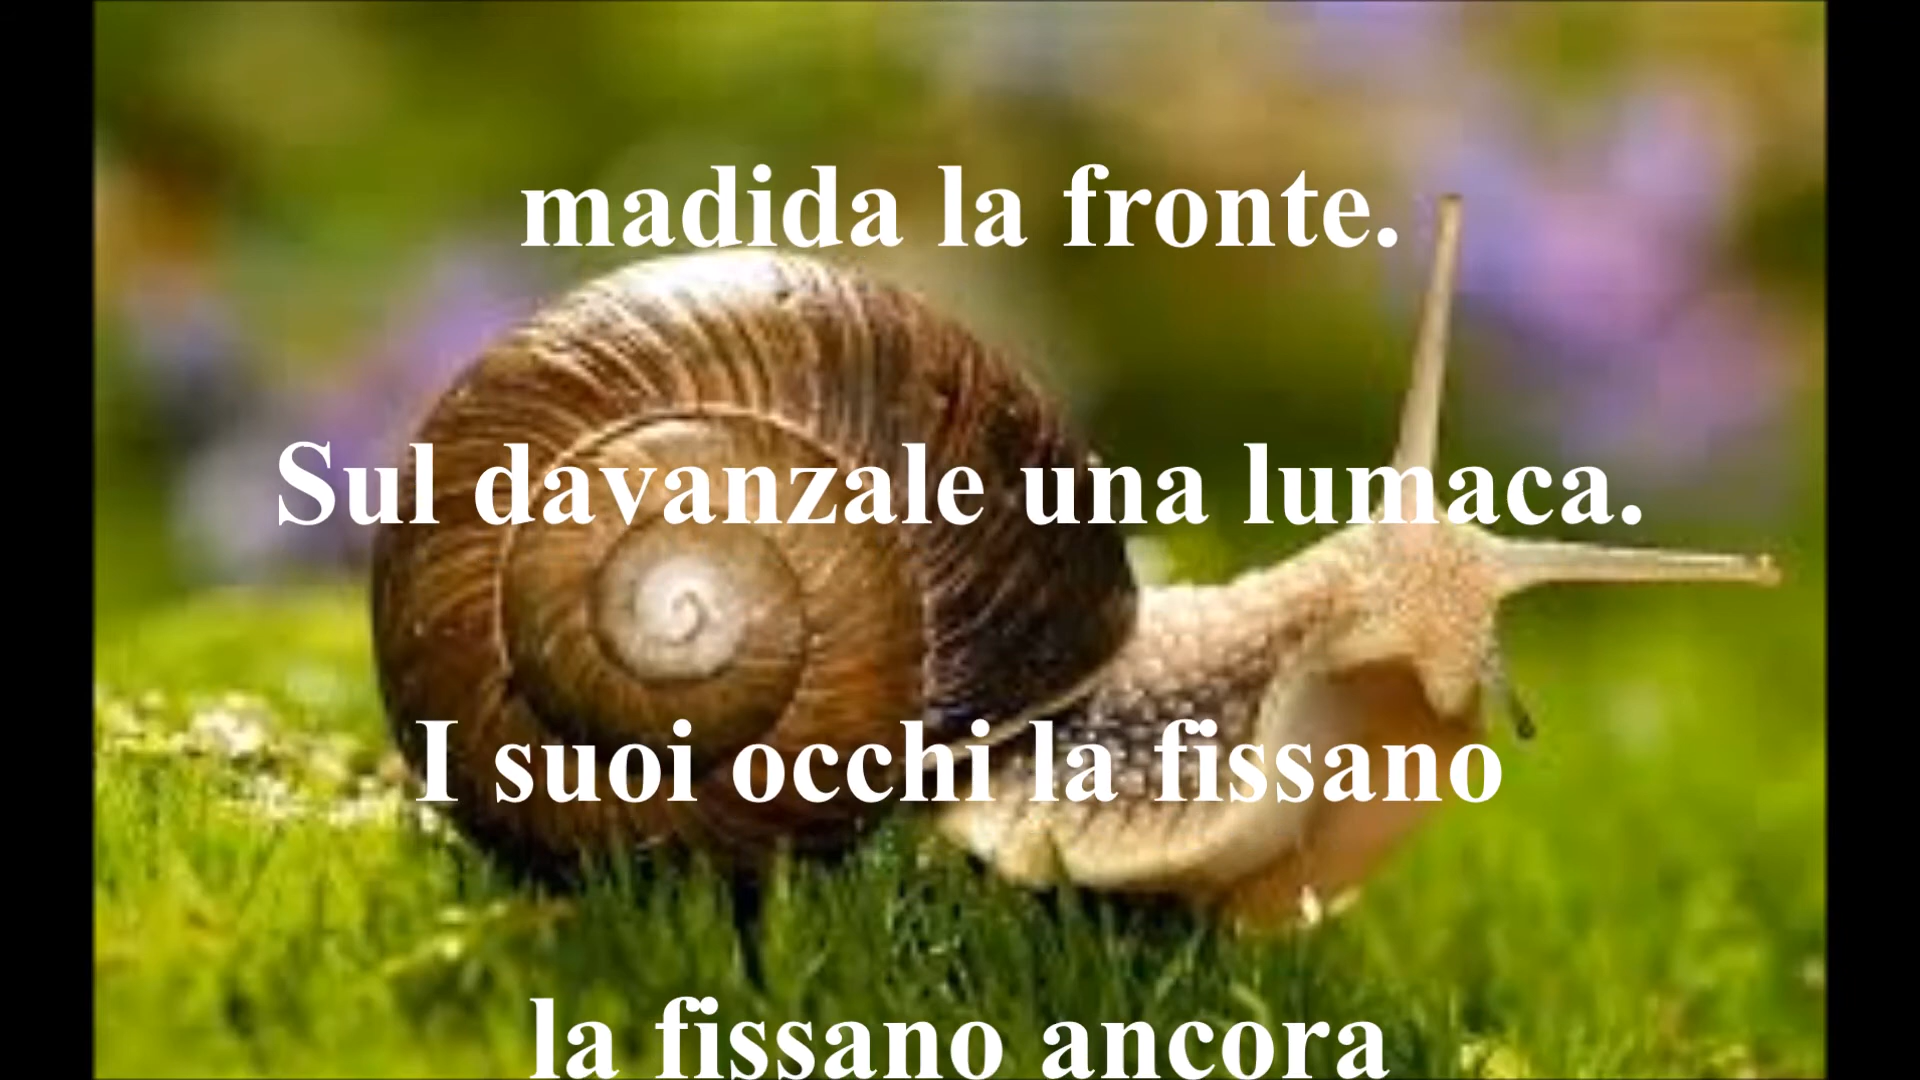 madida la fronte.
Sul davanzale una lumaca.
I suoi occhi la fissano
la fissano ancora